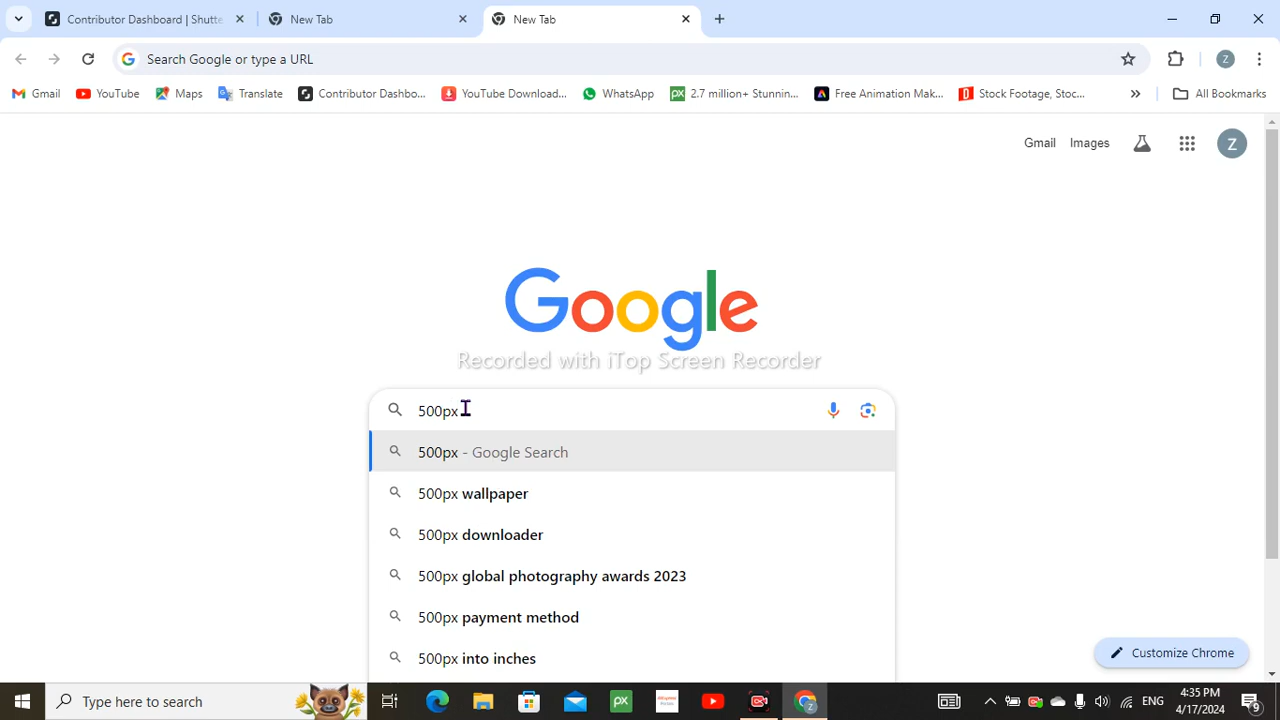 Contributor Dashboard | Shutte
New Tab
New Tab
Search Google or type a URL
Z
Gmail
YouTube
Maps
Translate
Contributor Dashbo...
YouTube Download...
WhatsApp
2.7 million+ Stunnin...
Free Animation Mak...
Stock Footage, Stoc...
»
All Bookmarks
Gmail
Images
Z
Google
Recorded with iTop Screen Recorder
500px
500px - Google Search
500px wallpaper
500px downloader
500px global photography awards 2023
500px payment method
500px into inches
Customize Chrome
Type here to search
ENG
4:35 PM
4/17/2024
9